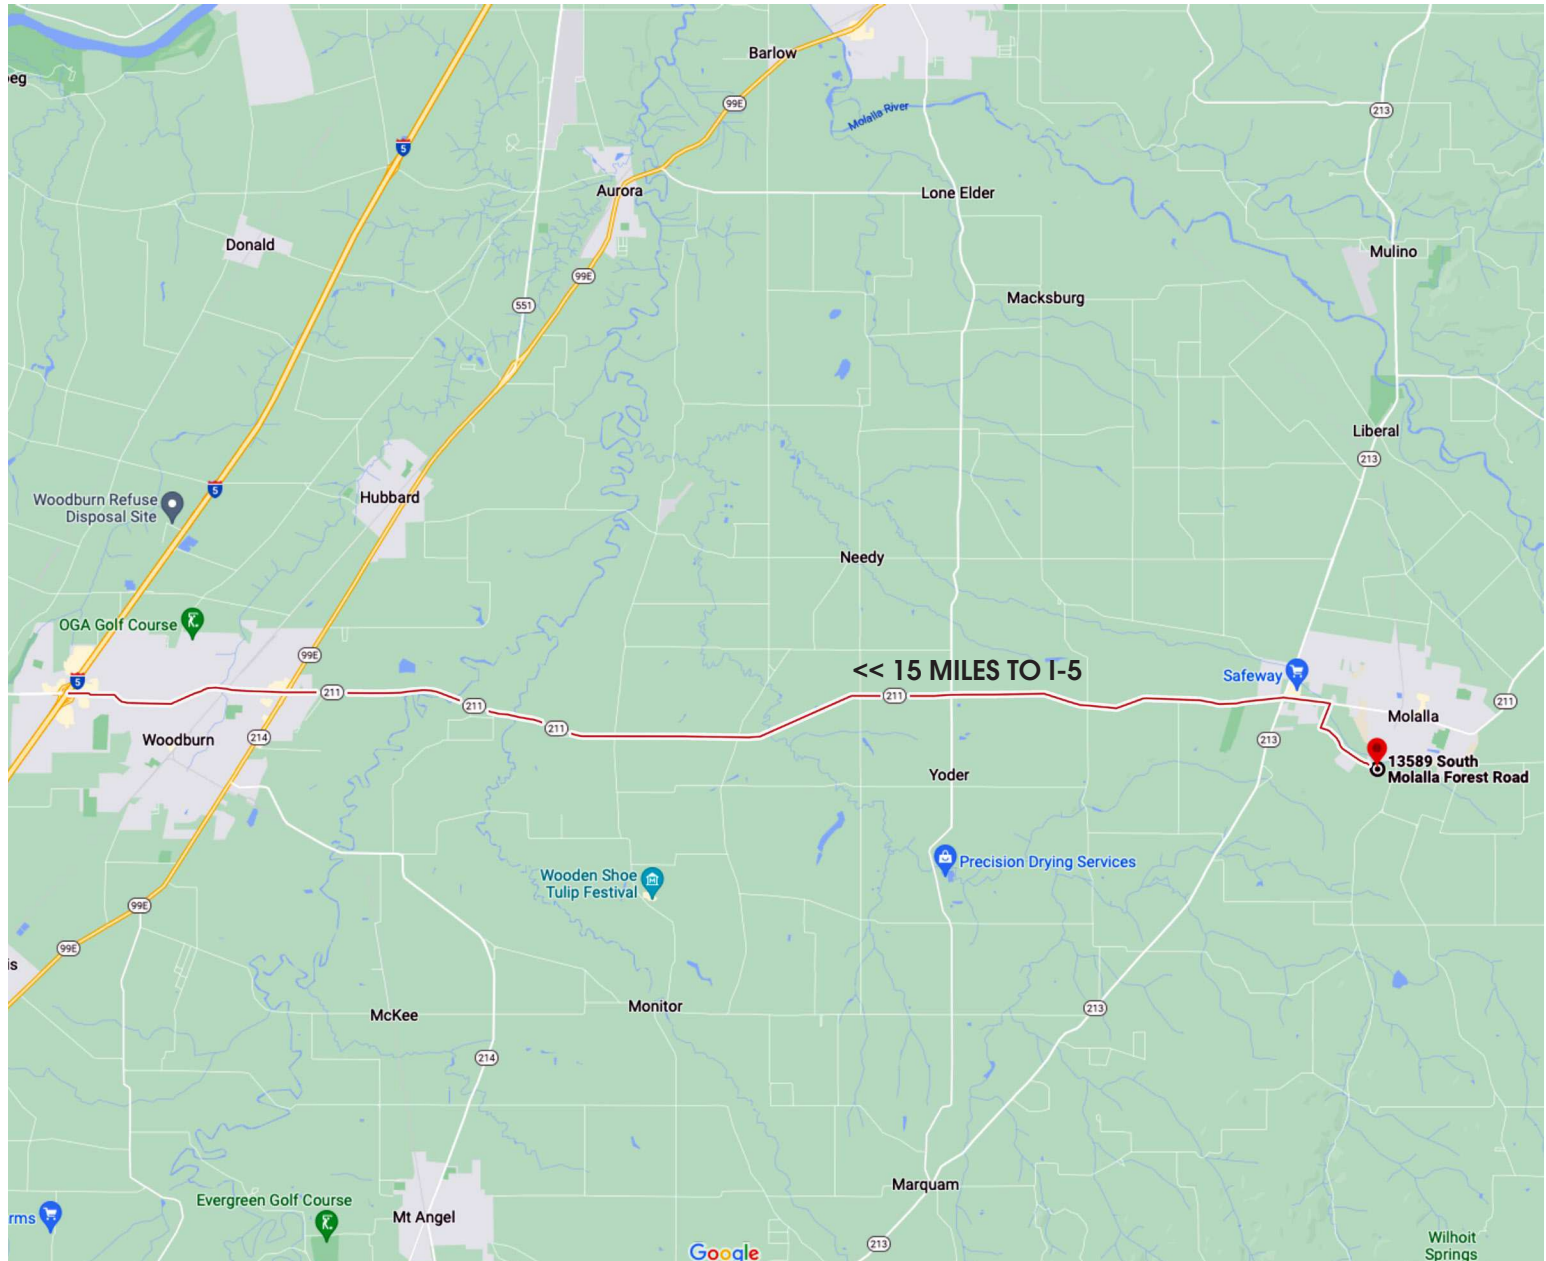 Barlow
eg
99E
Molalla River
213
5
Aurora
Lone Elder
Donald
Mulino
99E
Macksburg
551
Liberal
213
Woodburn Refuse
Disposal Site
5
Hubbard
Needy
OGA Golf Course
99E
<< 15 MILES TO I-5
Safeway
5
211
211
211
211
211
Molalla
Woodburn
214
213
13589 South
Molalla Forest Road
Yoder
Precision Drying Services
Wooden Shoe
Tulip Festival
99E
99E
is
Monitor
213
McKee
214
Marquam
Evergreen Golf Course
rms
Mt Angel
213
Google
Wilhoit
Springs